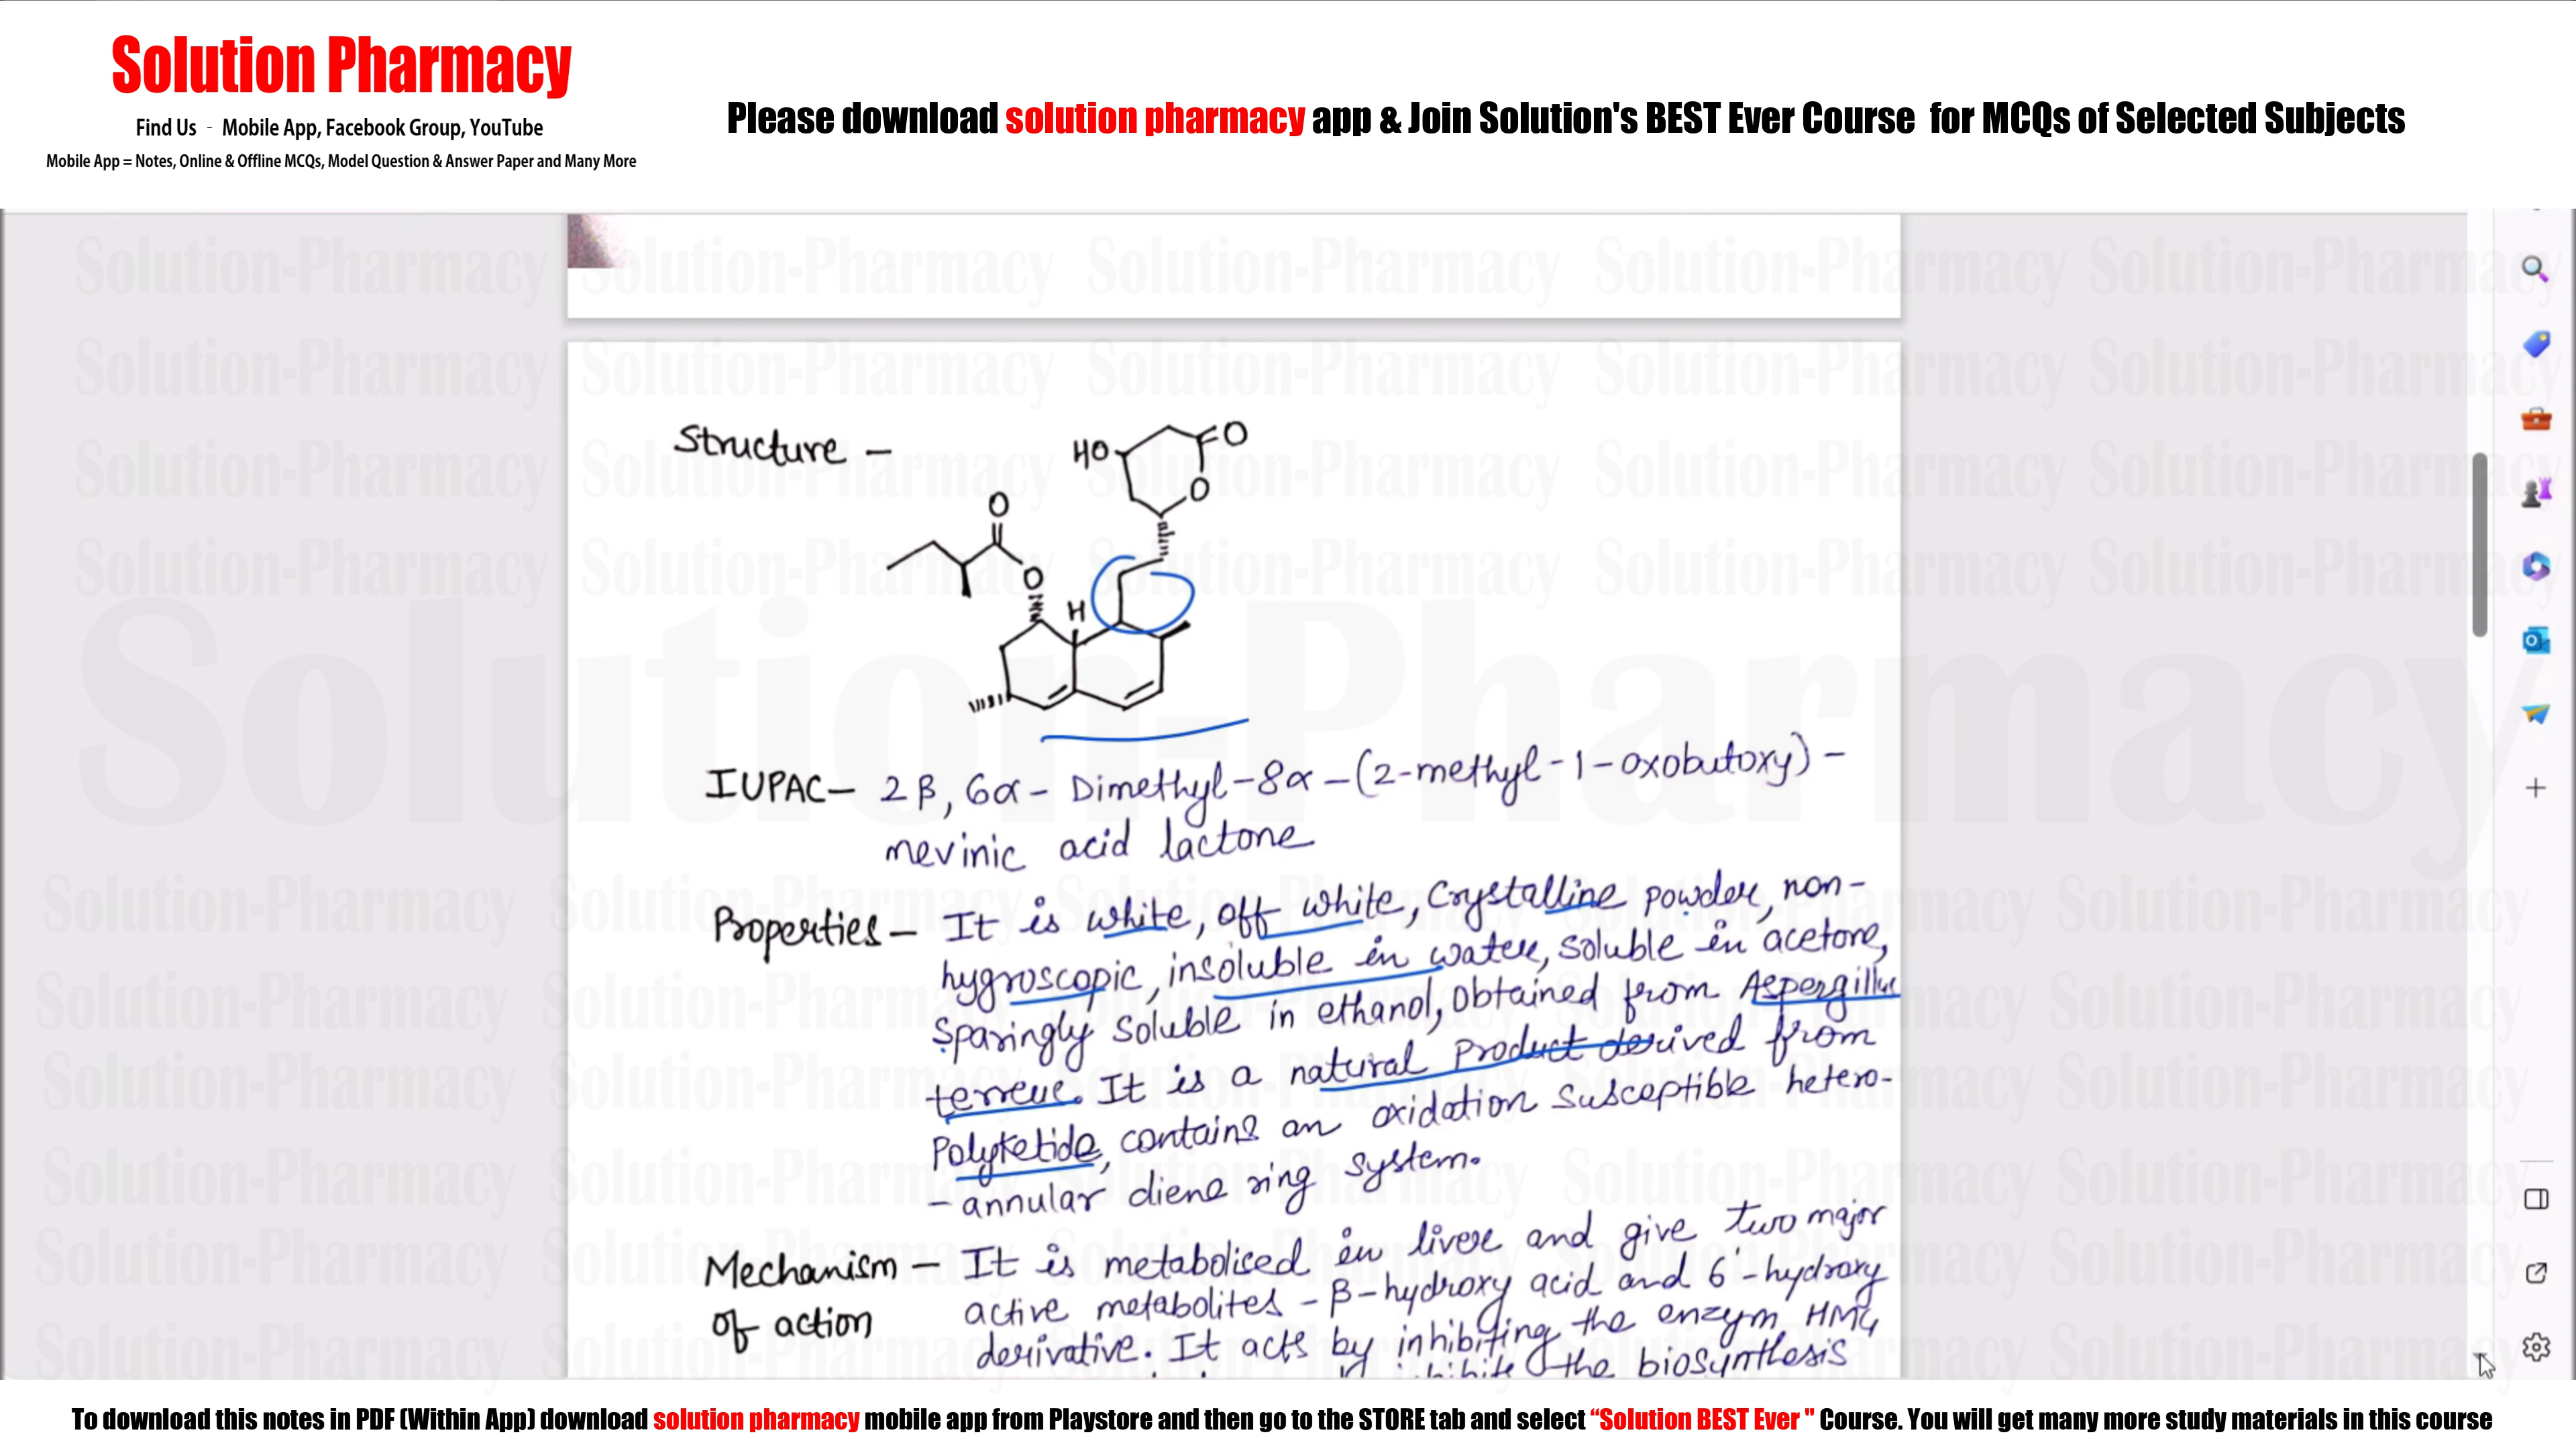 Solution Pharmacy
Find Us - Mobile App, Facebook Group, YouTube
Mobile App = Notes, Online & Offline MCQs, Model Question & Answer Paper and Many More
Please download solution pharmacy app & Join Solution's BEST Ever Course for MCQs of Selected Subjects
Structure -
HO
O
O
O
O
H
IUPAC- 2β, 6α- Dimethyl-8α-(2-methyl-1-oxobutoxy)-
mevinic acid lactone
Properties- It is white, off white, Crystalline powder, non-
hygroscopic, insoluble in water, soluble in acetone,
Sparingly soluble in ethanol, obtained from Aspergillus
terreue. It is a natural product derived from
Polyketide, contains an oxidation susceptible hetero-
-annular diene ring system.
Mechanism - It is metabolised in liver and give two major
of action active metabolites - β-hydroxy acid and 6'-hydroxy
derivative. It acts by inhibiting the enzym HMG
the biosynthesis
Solution-Pharmacy
To download this notes in PDF (Within App) download solution pharmacy mobile app from Playstore and then go to the STORE tab and select “Solution BEST Ever " Course. You will get many more study materials in this course